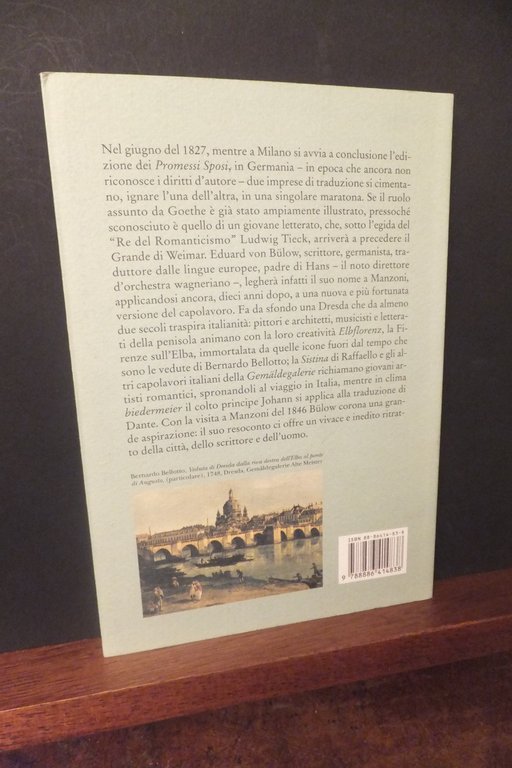 Nel giugno del 1827, mentre a Milano si avvia a conclusione l'edi-
zione dei Promessi Sposi, in Germania – in epoca che ancora non
riconosce i diritti d'autore – due imprese di traduzione si cimenta-
no, ignare l'una dell'altra, in una singolare maratona. Se il ruolo
assunto da Goethe è già stato ampiamente illustrato, pressoché
sconosciuto è quello di un giovane letterato, che, sotto l'egida del
"Re del Romanticismo" Ludwig Tieck, arriverà a precedere il
Grande di Weimar. Eduard von Bülow, scrittore, germanista, tra-
duttore dalle lingue europee, padre di Hans – il noto direttore
d'orchestra wagneriano –, legherà infatti il suo nome a Manzoni,
applicandosi ancora, dieci anni dopo, a una nuova e più fortunata
versione del capolavoro. Fa da sfondo una Dresda che da almeno
due secoli traspira italianità: pittori e architetti, musicisti e lettera-
ti della penisola animano con la loro creatività Elbflorenz, la Fi-
renze sull'Elba, immortalata da quelle icone fuori dal tempo che
sono le vedute di Bernardo Bellotto; la Sistina di Raffaello e gli al-
tri capolavori italiani della Gemäldegalerie richiamano giovani ar-
tisti romantici, spronandoli al viaggio in Italia, mentre in clima
biedermeier il colto principe Johann si applica alla traduzione di
Dante. Con la visita a Manzoni del 1846 Bülow corona una gran-
de aspirazione: il suo resoconto ci offre un vivace e inedito ritrat-
to della città, dello scrittore e dell'uomo.
Bernardo Bellotto, Veduta di Dresda dalla riva destra dell'Elba al ponte
di Augusto, (particolare), 1748, Dresda, Gemäldegalerie Alte Meister
ISBN 88-86414-83-8
9 788886 414838